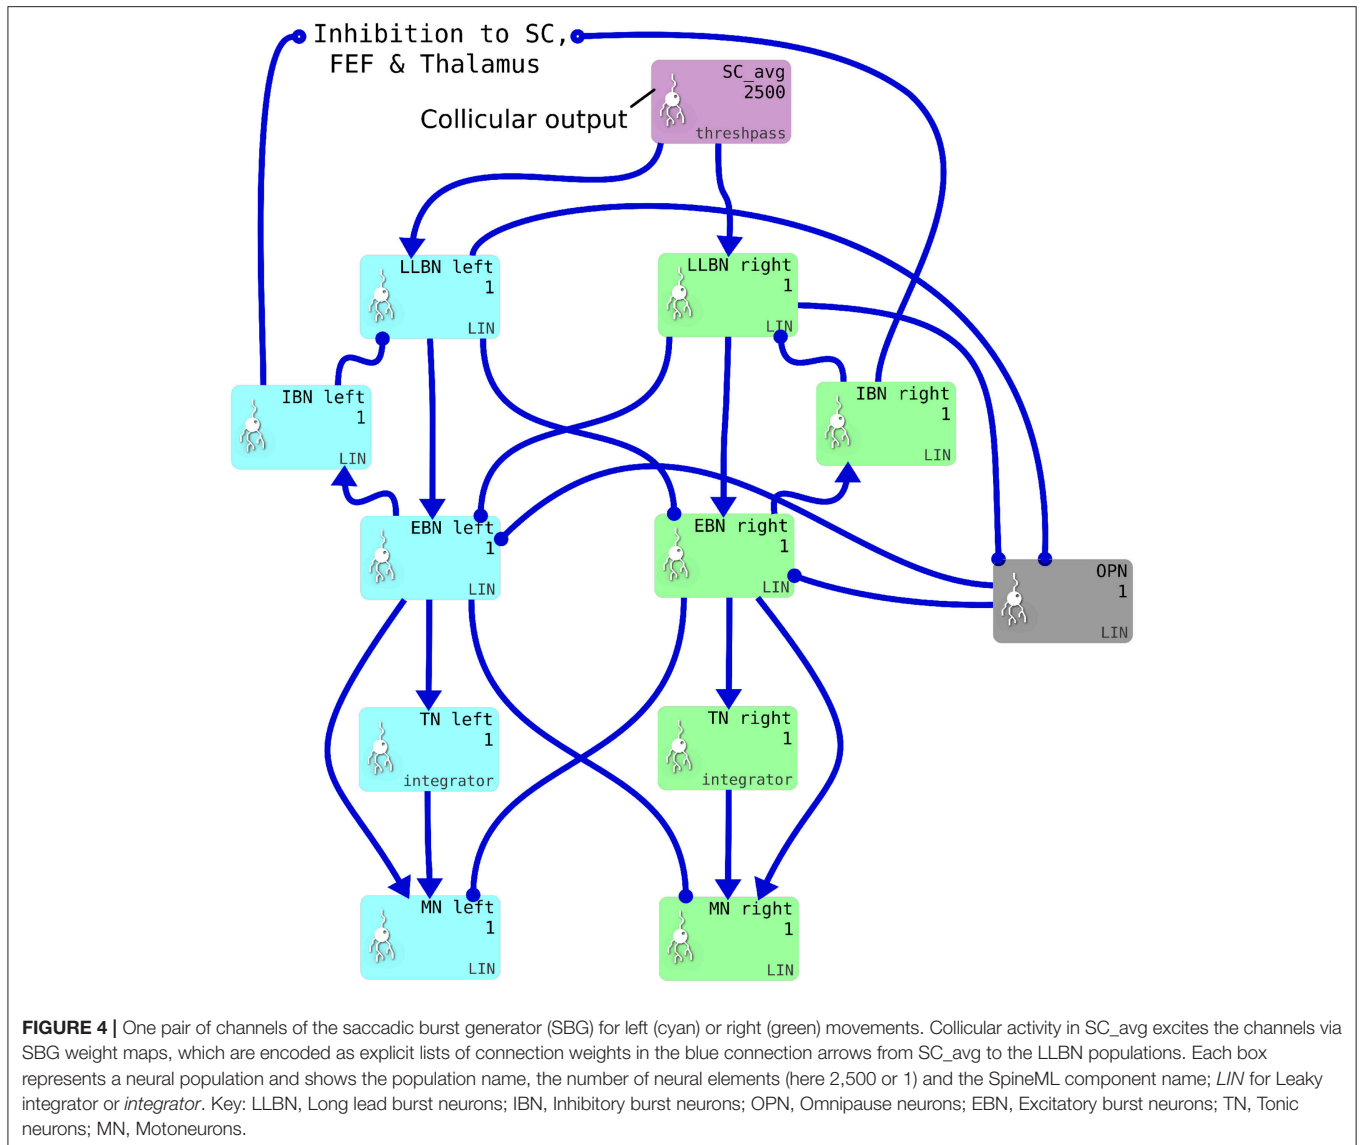 Inhibition to SC,
FEF & Thalamus
SC_avg
2500
threshpass
Collicular output
LLBN left
1
LIN
LLBN right
1
LIN
IBN left
1
LIN
IBN right
1
LIN
EBN left
1
LIN
EBN right
1
LIN
OPN
1
LIN
TN left
1
integrator
TN right
1
integrator
MN left
1
LIN
MN right
1
LIN
FIGURE 4 | One pair of channels of the saccadic burst generator (SBG) for left (cyan) or right (green) movements. Collicular activity in SC_avg excites the channels via
SBG weight maps, which are encoded as explicit lists of connection weights in the blue connection arrows from SC_avg to the LLBN populations. Each box
represents a neural population and shows the population name, the number of neural elements (here 2,500 or 1) and the SpineML component name; LIN for Leaky
integrator or integrator. Key: LLBN, Long lead burst neurons; IBN, Inhibitory burst neurons; OPN, Omnipause neurons; EBN, Excitatory burst neurons; TN, Tonic
neurons; MN, Motoneurons.